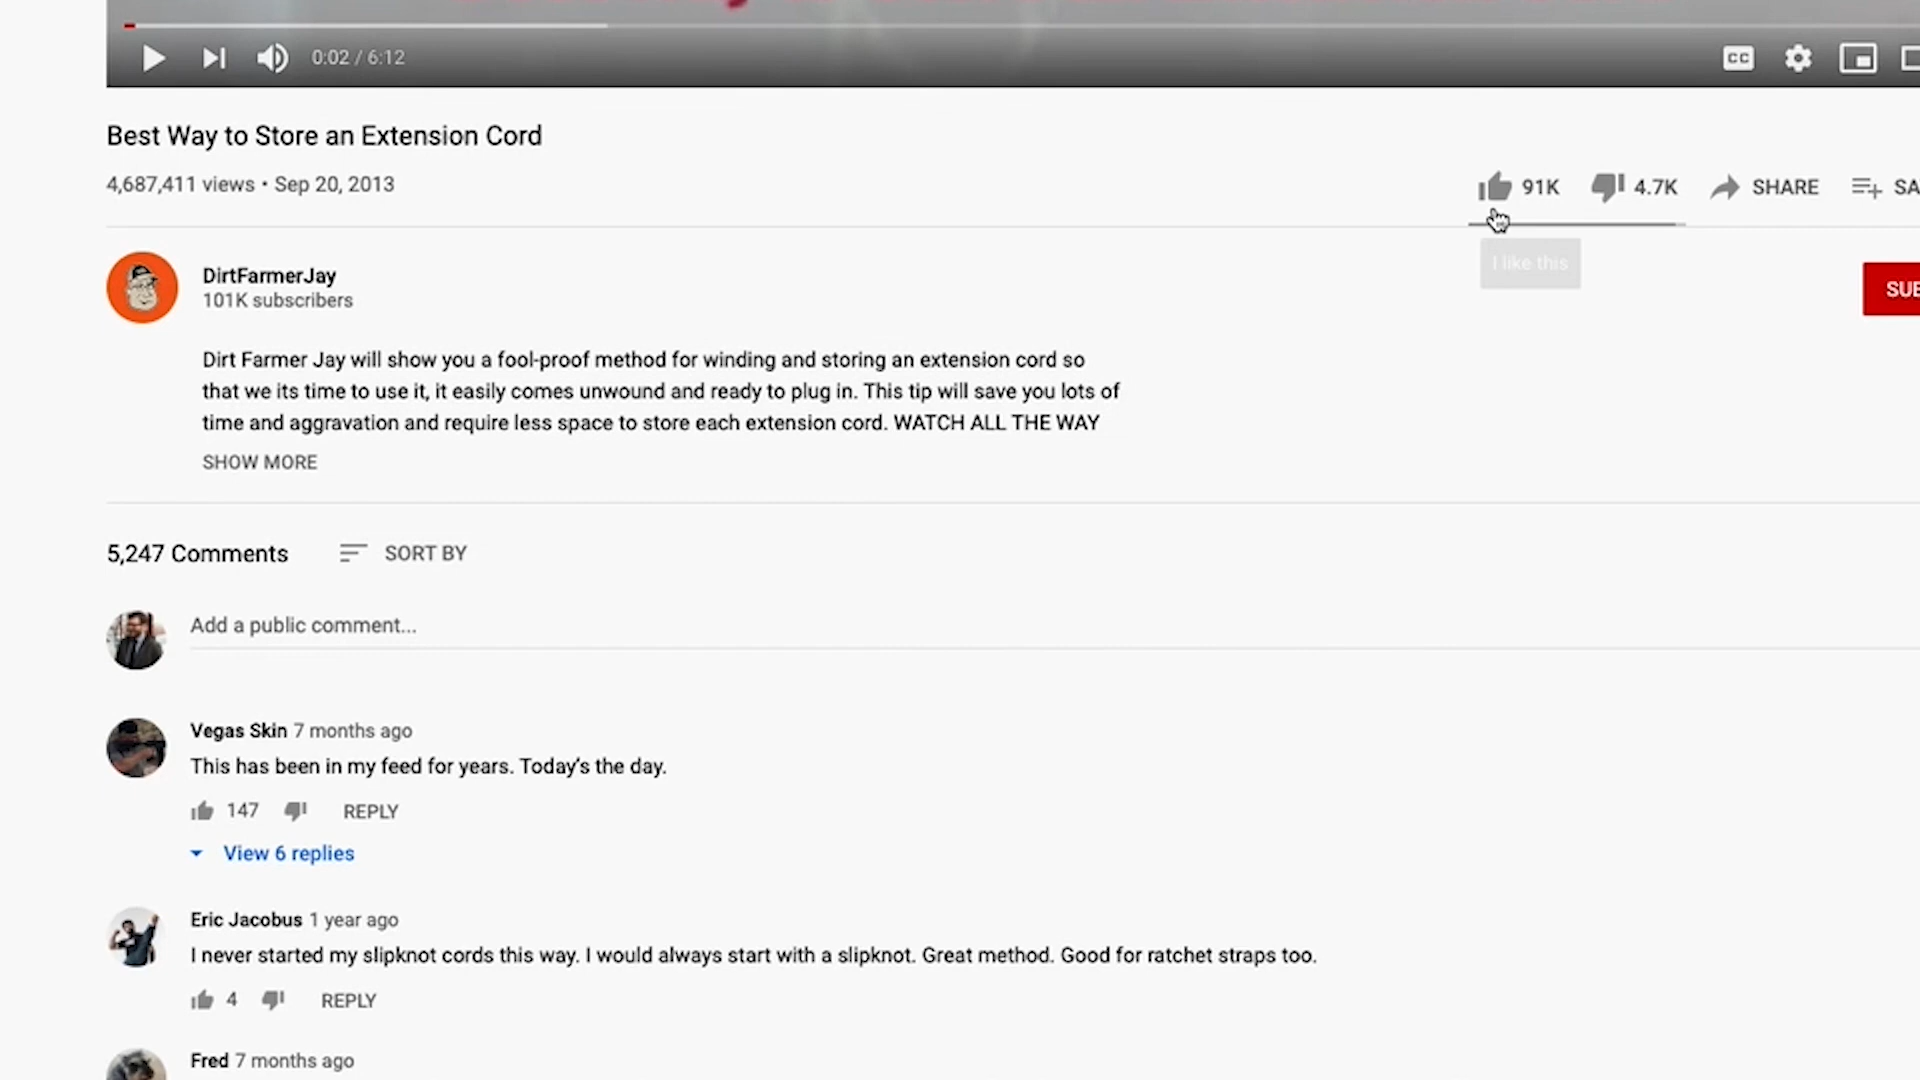 0:02 / 6:12
CC
Best Way to Store an Extension Cord
4,687,411 views • Sep 20, 2013
91K 4.7K SHARE SA
I like this
DirtFarmerJay
101K subscribers
SUB
Dirt Farmer Jay will show you a fool-proof method for winding and storing an extension cord so
that we its time to use it, it easily comes unwound and ready to plug in. This tip will save you lots of
time and aggravation and require less space to store each extension cord. WATCH ALL THE WAY
SHOW MORE
5,247 Comments SORT BY
Add a public comment...
Vegas Skin 7 months ago
This has been in my feed for years. Today's the day.
147 REPLY
View 6 replies
Eric Jacobus 1 year ago
I never started my slipknot cords this way. I would always start with a slipknot. Great method. Good for ratchet straps too.
4 REPLY
Fred 7 months ago